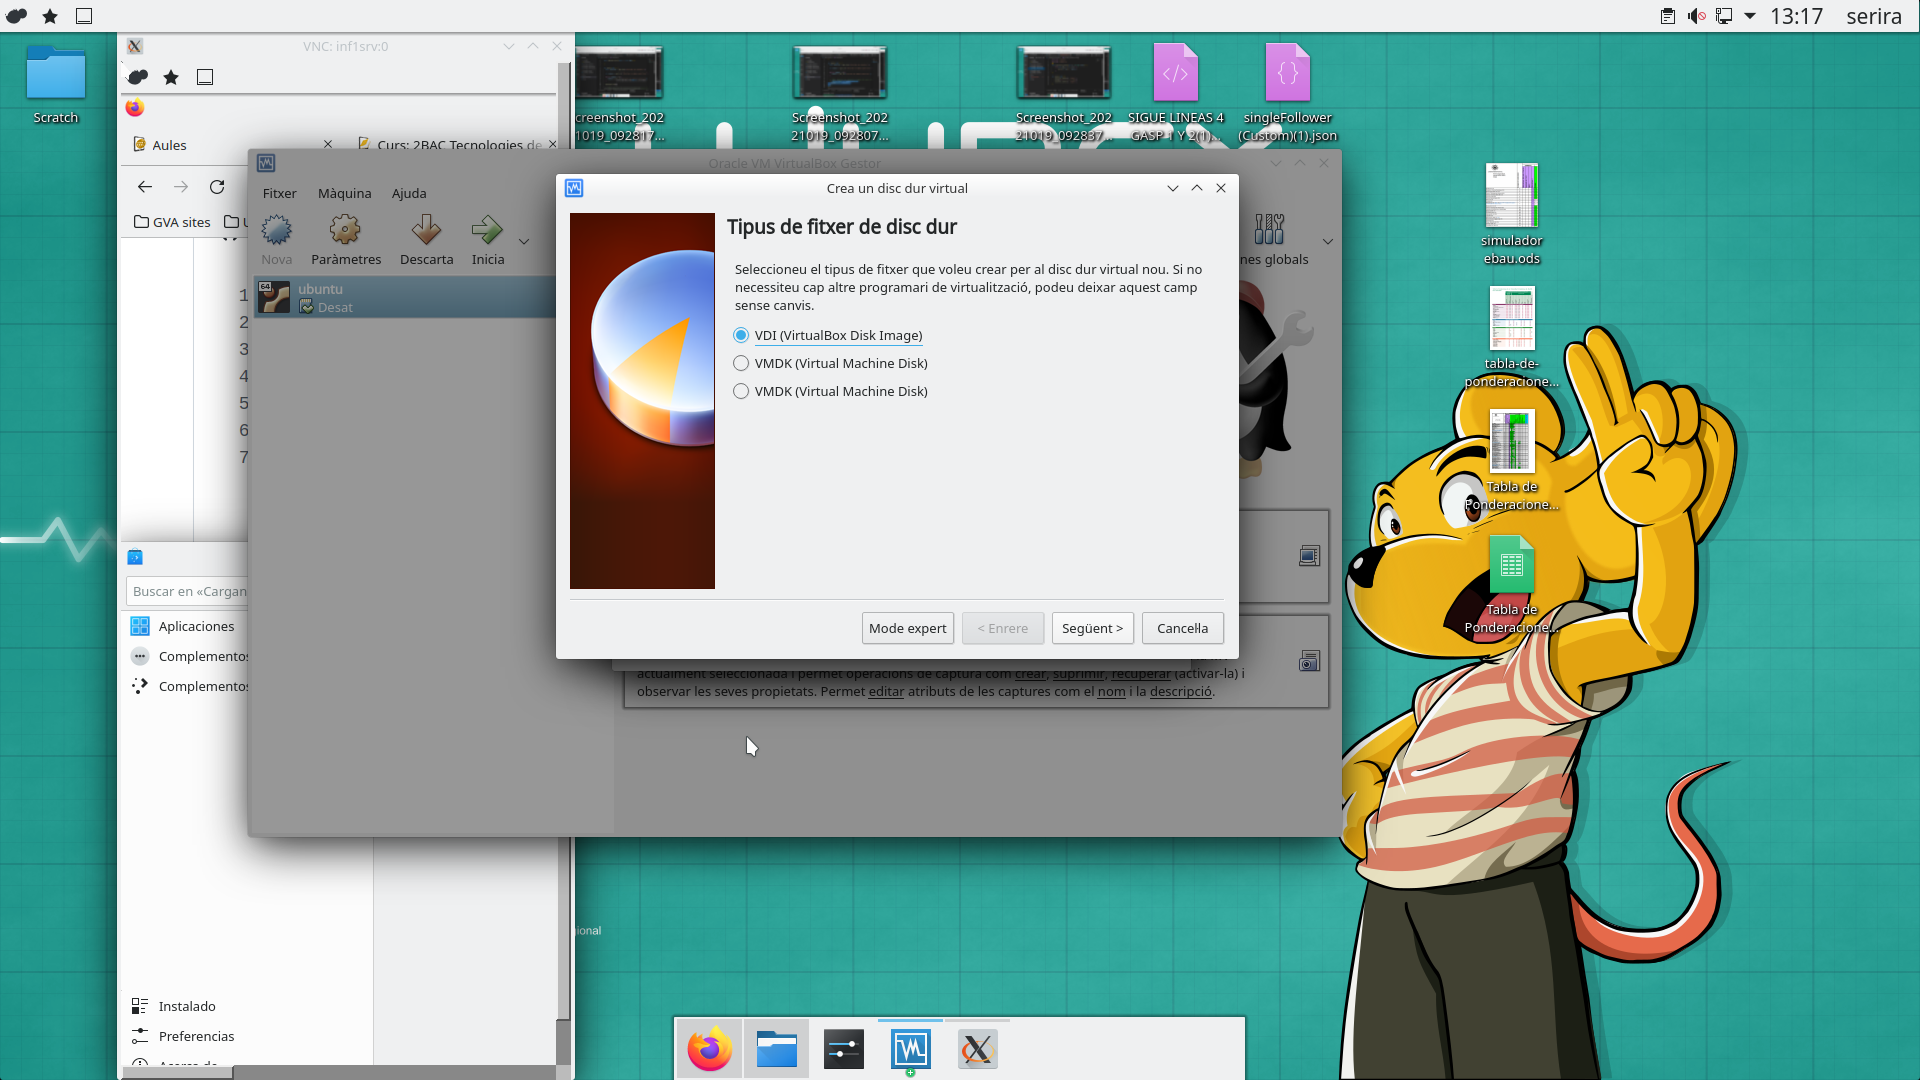 13:17
serira
VNC: inf1srv:0
Scratch
creenshot_202
1019_092817...
Screenshot_202
21019_092807...
Screenshot_202
21019_092837...
SIGUE LINEAS 4
GASP 1 Y 2(1)...
singleFollower
(Custom)(1).json
Aules
Curs: 2BAC Tecnologies de
Oracle VM VirtualBox Gestor
Fitxer
Màquina
Ajuda
GVA sites
Nova
Paràmetres
Descarta
Inicia
nes globals
64
ubuntu
Desat
1
2
3
4
5
6
7
Crea un disc dur virtual
Tipus de fitxer de disc dur
Seleccioneu el tipus de fitxer que voleu crear per al disc dur virtual nou. Si no
necessiteu cap altre programari de virtualització, podeu deixar aquest camp
sense canvis.
VDI (VirtualBox Disk Image)
VMDK (Virtual Machine Disk)
VMDK (Virtual Machine Disk)
Mode expert
< Enrere
Següent >
Cancella
actualment seleccionada i permet operacions de captura com crear, suprimir, recuperar (activar-la) i
observar les seves propietats. Permet editar atributs de les captures com el nom i la descripció.
simulador
ebau.ods
tabla-de-
ponderacione...
Tabla de
Ponderacione...
Tabla de
Ponderacione...
Buscar en «Cargan
Aplicaciones
Complementos
Complementos
Instalado
Preferencias
ional